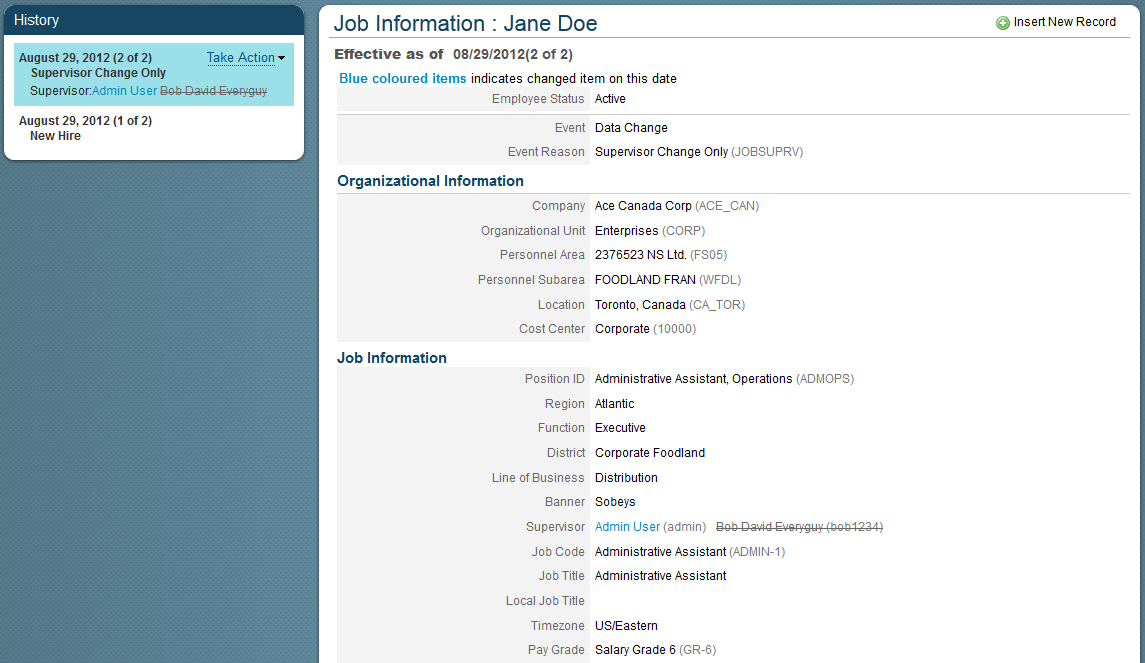 History
August 29, 2012 (2 of 2) Take Action
Supervisor Change Only
Supervisor:Admin User Bob David Everyguy
August 29, 2012 (1 of 2)
New Hire
Job Information : Jane Doe
Insert New Record
Effective as of 08/29/2012(2 of 2)
Blue coloured items indicates changed item on this date
Employee Status Active
Event Data Change
Event Reason Supervisor Change Only (JOBSUPRV)
Organizational Information
Company Ace Canada Corp (ACE_CAN)
Organizational Unit Enterprises (CORP)
Personnel Area 2376523 NS Ltd. (FS05)
Personnel Subarea FOODLAND FRAN (WFDL)
Location Toronto, Canada (CA_TOR)
Cost Center Corporate (10000)
Job Information
Position ID Administrative Assistant, Operations (ADMOPS)
Region Atlantic
Function Executive
District Corporate Foodland
Line of Business Distribution
Banner Sobeys
Supervisor Admin User (admin) Bob David Everyguy (bob1234)
Job Code Administrative Assistant (ADMIN-1)
Job Title Administrative Assistant
Local Job Title
Timezone US/Eastern
Pay Grade Salary Grade 6 (GR-6)